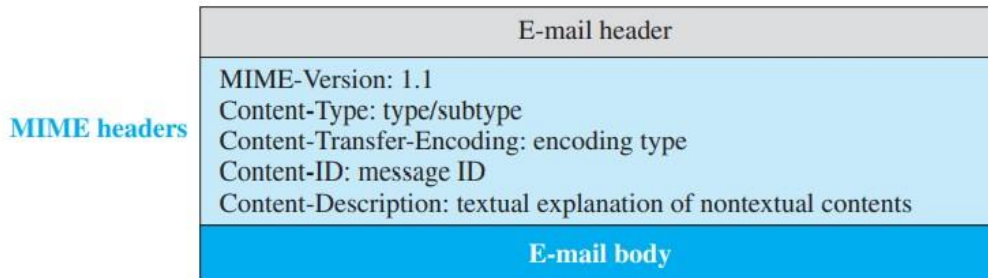 E-mail header
MIME headers
MIME-Version: 1.1
Content-Type: type/subtype
Content-Transfer-Encoding: encoding type
Content-ID: message ID
Content-Description: textual explanation of nontextual contents
E-mail body